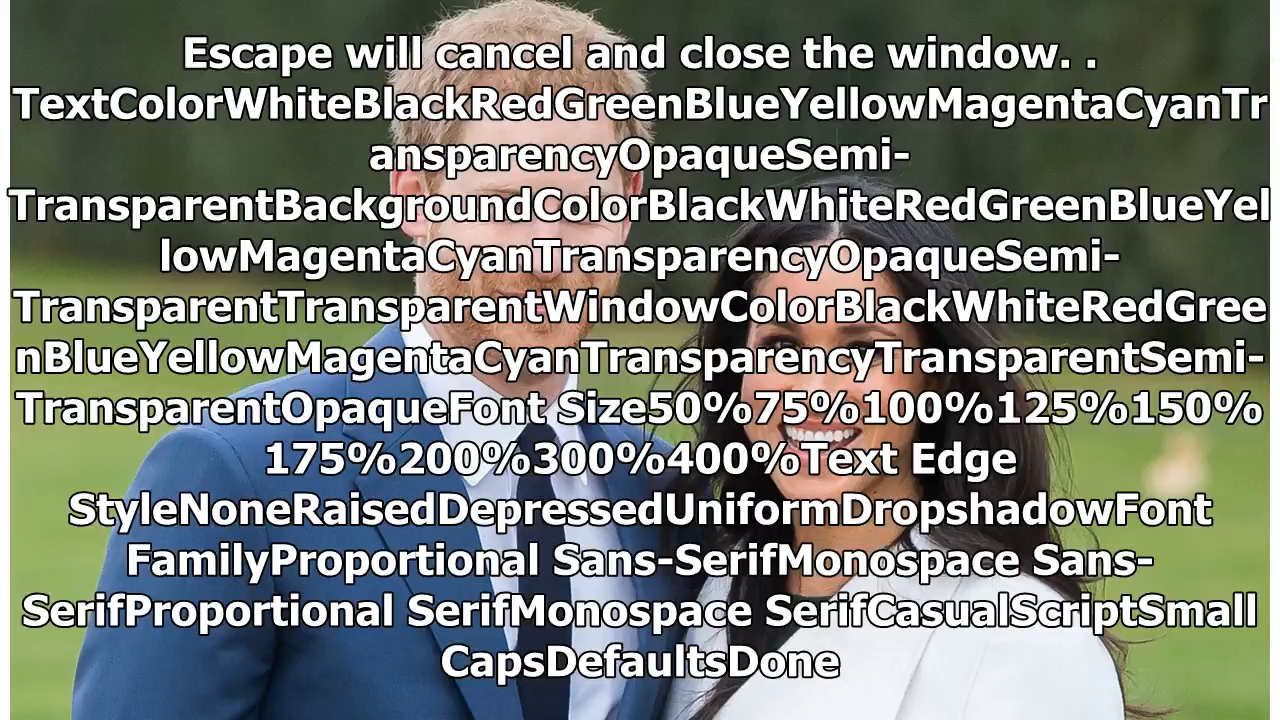 Escape will cancel and close the window. .
TextColorWhiteBlackRedGreenBlueYellowMagentaCyanTr
ansparencyOpaqueSemi-
TransparentBackgroundColorBlackWhiteRedGreenBlueYel
lowMagentaCyanTransparencyOpaqueSemi-
TransparentTransparentWindowColorBlackWhiteRedGree
nBlueYellowMagentaCyanTransparencyTransparentSemi-
TransparentOpaqueFont Size50%75%100%125%150%
175%200%300%400%Text Edge
StyleNoneRaisedDepressedUniformDropshadowFont
FamilyProportional Sans-SerifMonospace Sans-
SerifProportional SerifMonospace SerifCasualScriptSmall
CapsDefaultsDone